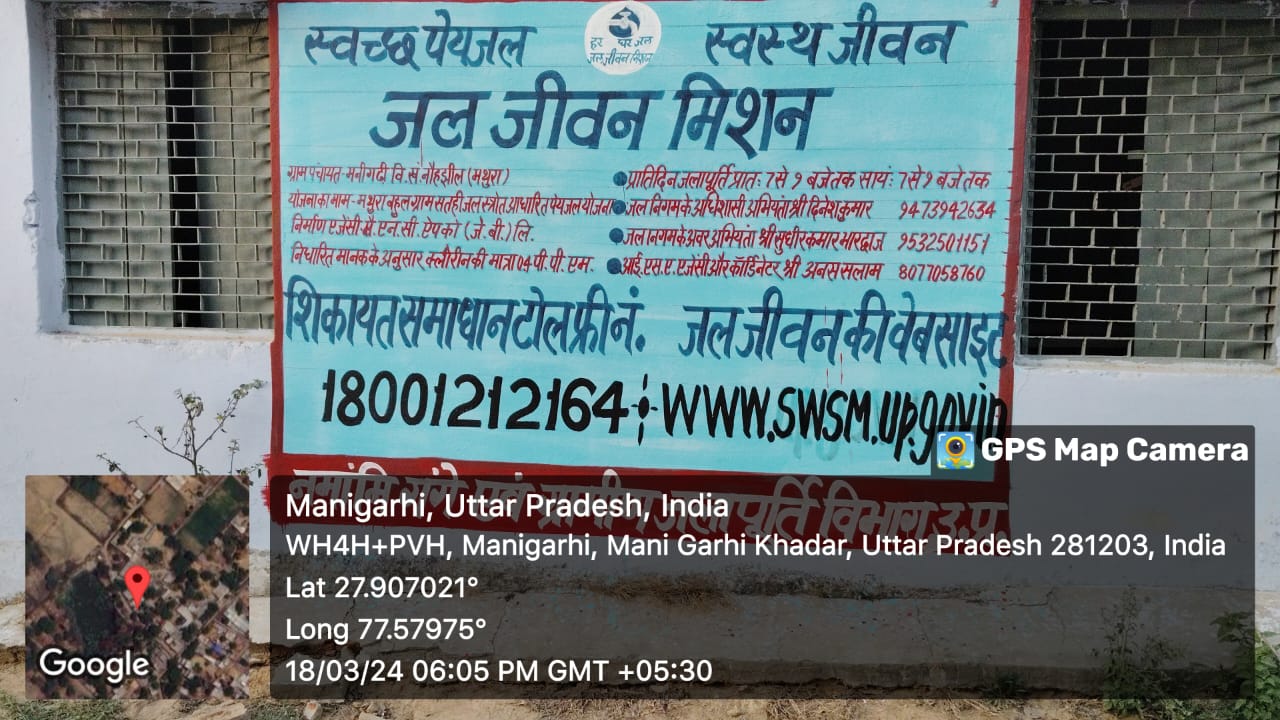 स्वच्छ पेयजल
हर घर जल
जल जीवन मिशन
स्वस्थ जीवन
जल जीवन मिशन
ग्राम पंचायत-मनीगढी वि.सं नौहझील (मथुरा)
योजना का नाम-मथुरा बहुल ग्राम सतही जल स्त्रोत आधारित पेयजल योजना
निर्माण एजेंसी एन.सी. ऐपको (जे.वी.) लि.
निर्धारित मानक के अनुसार क्लौरीन की मात्रा 04 पी.पी.एम.
प्रातिदिन जलापूर्ति प्रातः 7 से 9 बजे तक सायंः 7 से 9 बजे तक
जल निगम के अधिशासी अभियंता श्री दिनेश कुमार 9473942634
जल निगम के अवर अभियंता श्री सुधीर कुमार भारद्वाज 9532501151
आई.एस.ए. एजेंसी और कॉर्डिनेटर श्री अनस सलाम 8077058760
शिकायत समाधान टोल फ्री नं.
18001212164
जल जीवन की वेबसाइट
WWW.SWSM.up.gov.in
नमामि गंगे एवं ग्रामीण जलापूर्ति विभाग उ.प्र.
GPS Map Camera
Manigarhi, Uttar Pradesh, India
WH4H+PVH, Manigarhi, Mani Garhi Khadar, Uttar Pradesh 281203, India
Lat 27.907021°
Long 77.57975°
18/03/24 06:05 PM GMT +05:30
Google